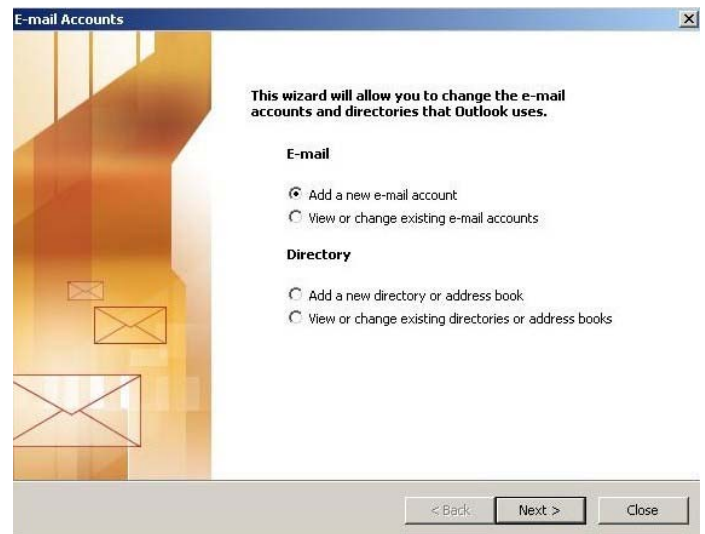 E-mail Accounts
This wizard will allow you to change the e-mail
accounts and directories that Outlook uses.
E-mail
Add a new e-mail account
View or change existing e-mail accounts
Directory
Add a new directory or address book
View or change existing directories or address books
< Back Next > Close